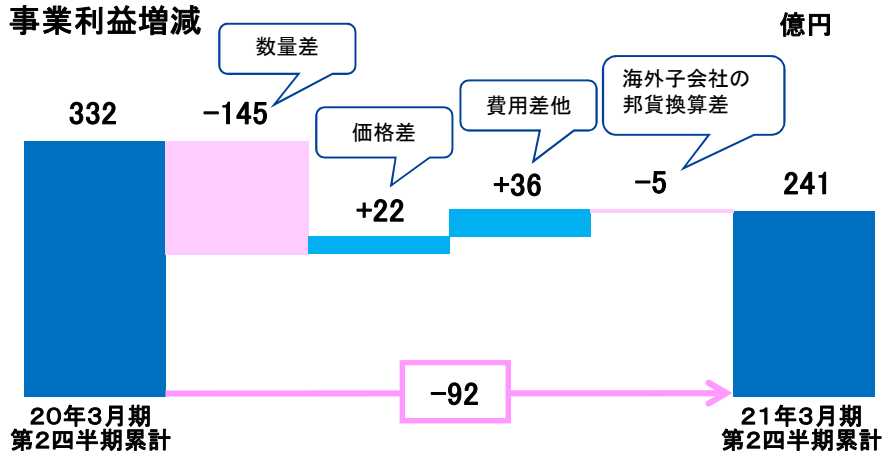 事業利益増減
億円
数量差
海外子会社の
邦貨換算差
費用差他
価格差
332
-145
+22
+36
-5
241
-92
20年3月期
第2四半期累計
21年3月期
第2四半期累計